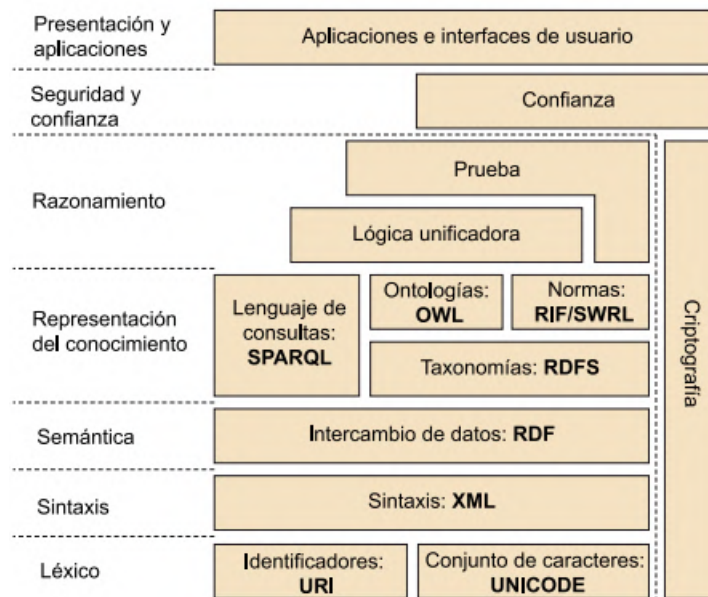 Presentación y
aplicaciones
Aplicaciones e interfaces de usuario
Seguridad y
confianza
Confianza
Razonamiento
Prueba
Lógica unificadora
Representación
del conocimiento
Lenguaje de
consultas:
SPARQL
Ontologías:
OWL
Normas:
RIF/SWRL
Taxonomías: RDFS
Criptografía
Semántica
Intercambio de datos: RDF
Sintaxis
Sintaxis: XML
Léxico
Identificadores:
URI
Conjunto de caracteres:
UNICODE